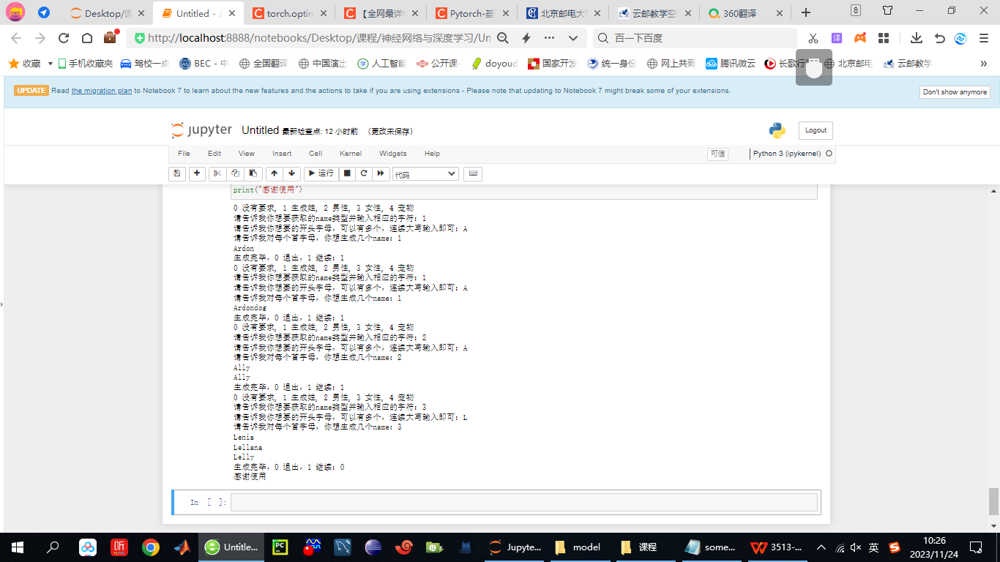 Desktop/课
Untitled - J
torch.optim
【全网最详细
Pytorch-基于
北京邮电大学
云邮教学空间
360翻译
8
http://localhost:8888/notebooks/Desktop/课程/神经网络与深度学习/Un
百一下百度
译
收藏
手机收藏夹
驾校一点
BEC - 中
全国翻译
中国演出
人工智能
公开课
doyoud
国家开发
统一身份
网上共青
腾讯微云
长歌行
北京邮电
云邮教学
»
UPDATE Read the migration plan to Notebook 7 to learn about the new features and the actions to take if you are using extensions - Please note that updating to Notebook 7 might break some of your extensions.
Don't show anymore
jupyter Untitled 最新检查点: 12 小时前 (更改未保存)
Logout
File Edit View Insert Cell Kernel Widgets Help
可信
Python 3 (ipykernel)
运行
代码
print("感谢使用")
0 没有要求, 1 生成姓, 2 男性, 3 女性, 4 宠物
请告诉我你想要获取的name类型并输入相应的字符: 1
请告诉我你想要的开头字母, 可以有多个, 连续大写输入即可: A
请告诉我对每个首字母, 你想生成几个name: 1
Ardon
生成完毕, 0 退出, 1 继续: 1
0 没有要求, 1 生成姓, 2 男性, 3 女性, 4 宠物
请告诉我你想要获取的name类型并输入相应的字符: 1
请告诉我你想要的开头字母, 可以有多个, 连续大写输入即可: A
请告诉我对每个首字母, 你想生成几个name: 1
Ardondog
生成完毕, 0 退出, 1 继续: 1
0 没有要求, 1 生成姓, 2 男性, 3 女性, 4 宠物
请告诉我你想要获取的name类型并输入相应的字符: 2
请告诉我你想要的开头字母, 可以有多个, 连续大写输入即可: A
请告诉我对每个首字母, 你想生成几个name: 2
Ally
Ally
生成完毕, 0 退出, 1 继续: 1
0 没有要求, 1 生成姓, 2 男性, 3 女性, 4 宠物
请告诉我你想要获取的name类型并输入相应的字符: 3
请告诉我你想要的开头字母, 可以有多个, 连续大写输入即可: L
请告诉我对每个首字母, 你想生成几个name: 3
Lenia
Lellana
Lelly
生成完毕, 0 退出, 1 继续: 0
感谢使用
In [ ]:
听
LIVE
Untitle...
PC
Jupyte...
model
课程
some...
3513-...
英
10:26
2023/11/24